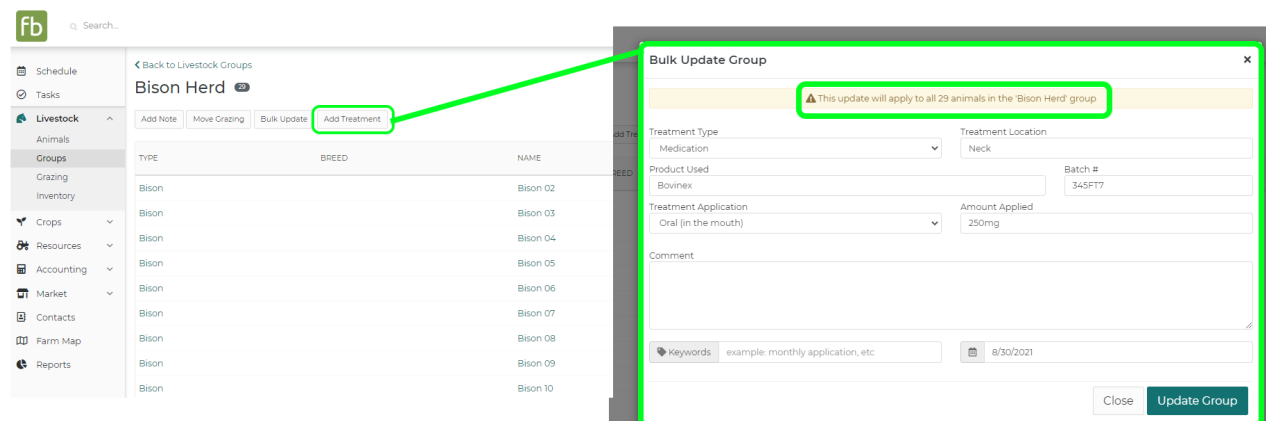 fb
Search...
Schedule
Tasks
Livestock
Animals
Groups
Grazing
Inventory
Crops
Resources
Accounting
Market
Contacts
Farm Map
Reports
Back to Livestock Groups
Bison Herd 29
Add Note Move Grazing Bulk Update Add Treatment
TYPE BREED NAME
Bison Bison 02
Bison Bison 03
Bison Bison 04
Bison Bison 05
Bison Bison 06
Bison Bison 07
Bison Bison 08
Bison Bison 09
Bison Bison 10
dd Tre
REED
Bulk Update Group ×
This update will apply to all 29 animals in the 'Bison Herd' group
Treatment Type Treatment Location
Medication Neck
Product Used Batch #
Bovinex 345FT7
Treatment Application Amount Applied
Oral (in the mouth) 250mg
Comment
Keywords example: monthly application, etc 8/30/2021
Close Update Group